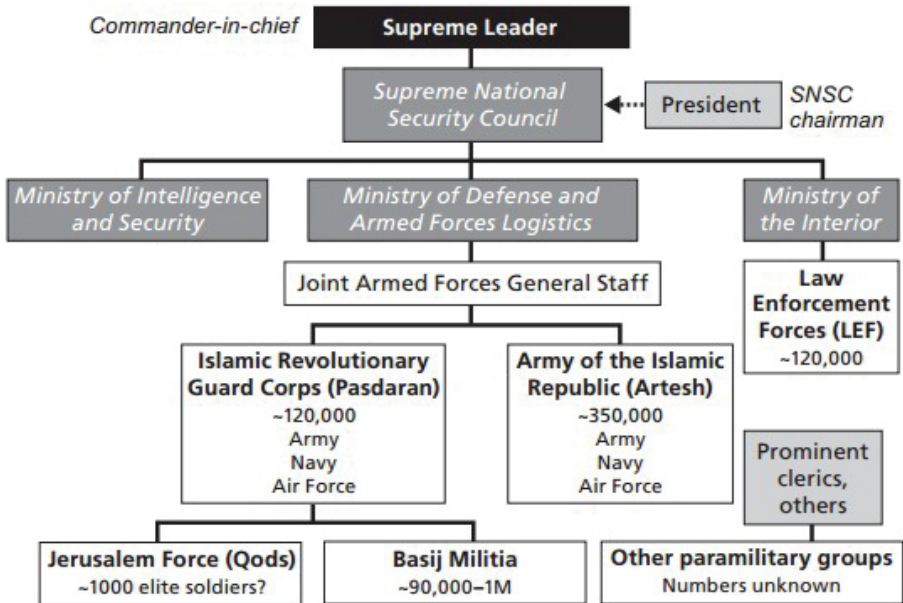 Commander-in-chief
Supreme Leader
Supreme National
Security Council
President
SNSC
chairman
Ministry of Intelligence
and Security
Ministry of Defense and
Armed Forces Logistics
Ministry of
the Interior
Joint Armed Forces General Staff
Law
Enforcement
Forces (LEF)
~120,000
Islamic Revolutionary
Guard Corps (Pasdaran)
~120,000
Army
Navy
Air Force
Army of the Islamic
Republic (Artesh)
~350,000
Army
Navy
Air Force
Prominent
clerics,
others
Jerusalem Force (Qods)
~1000 elite soldiers?
Basij Militia
~90,000–1M
Other paramilitary groups
Numbers unknown